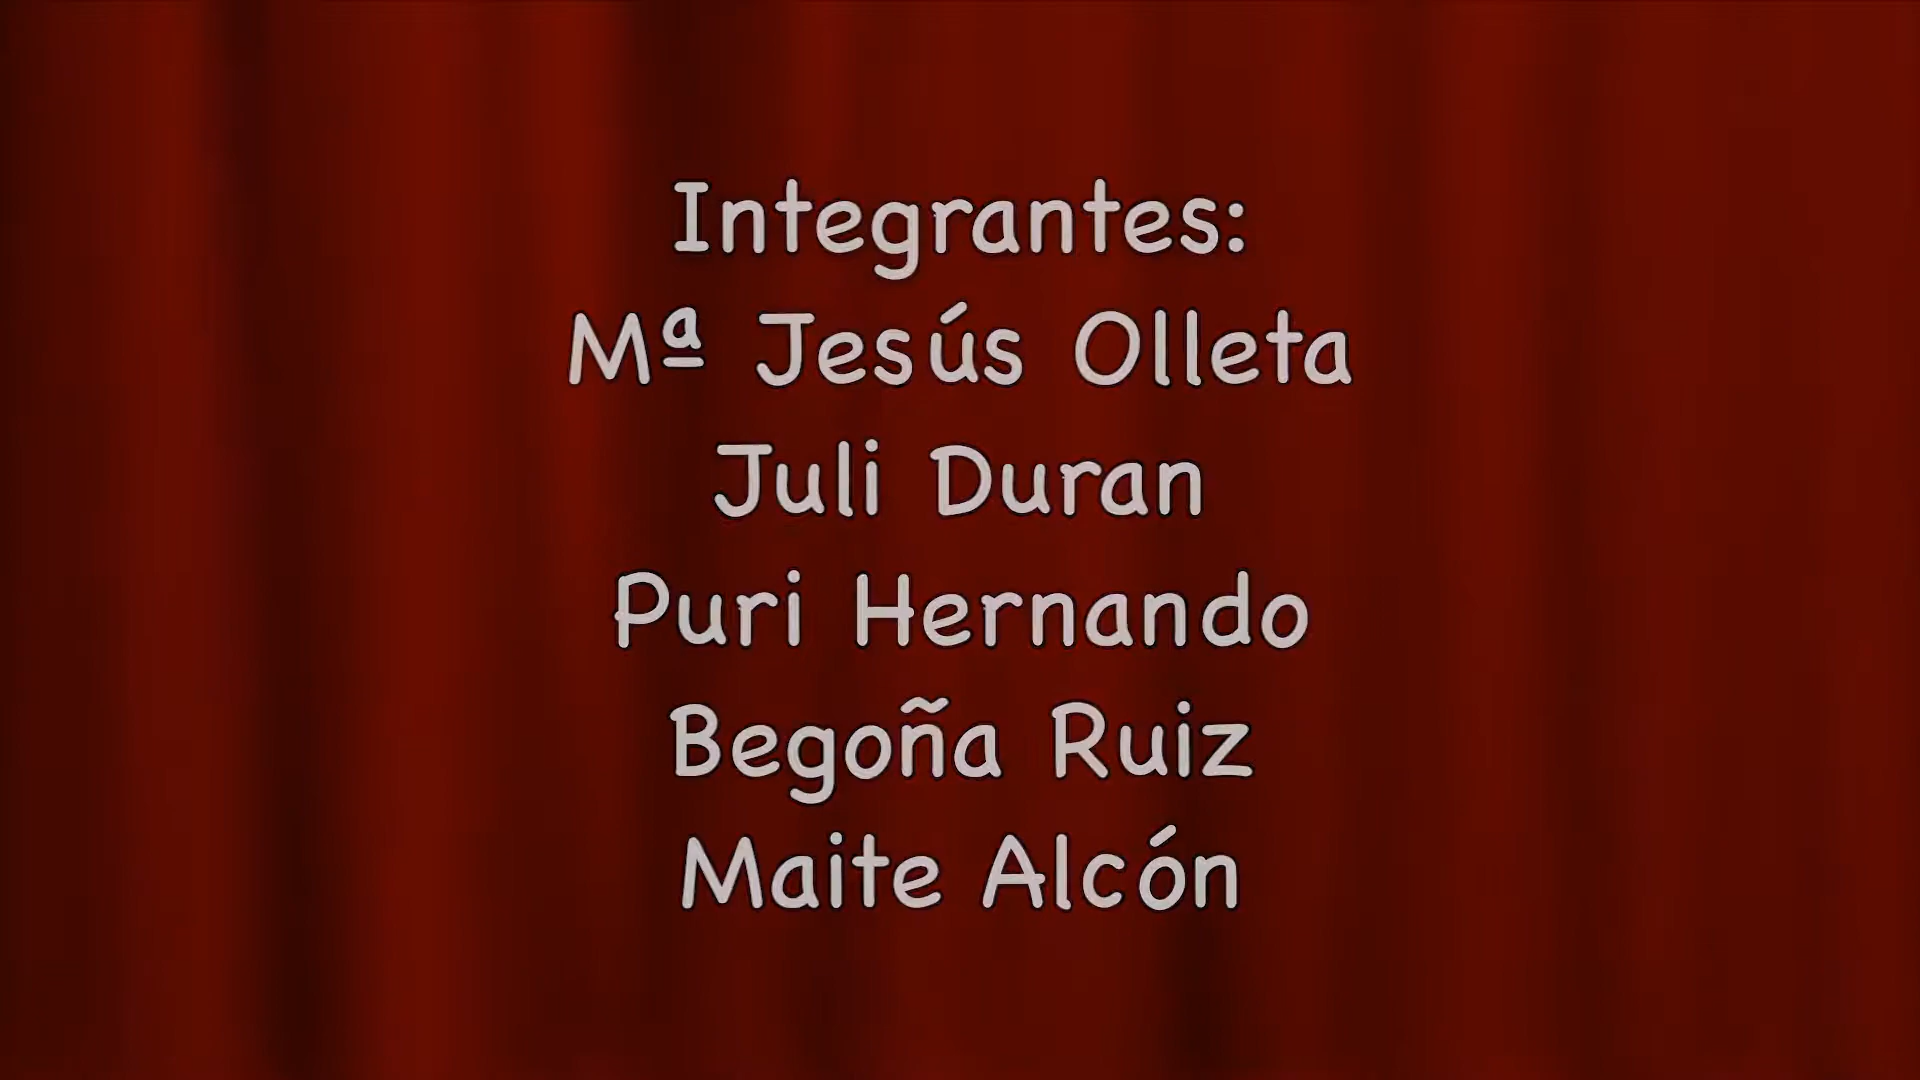 Integrantes:
Mª Jesús Olleta
Juli Duran
Puri Hernando
Begoña Ruiz
Maite Alcón